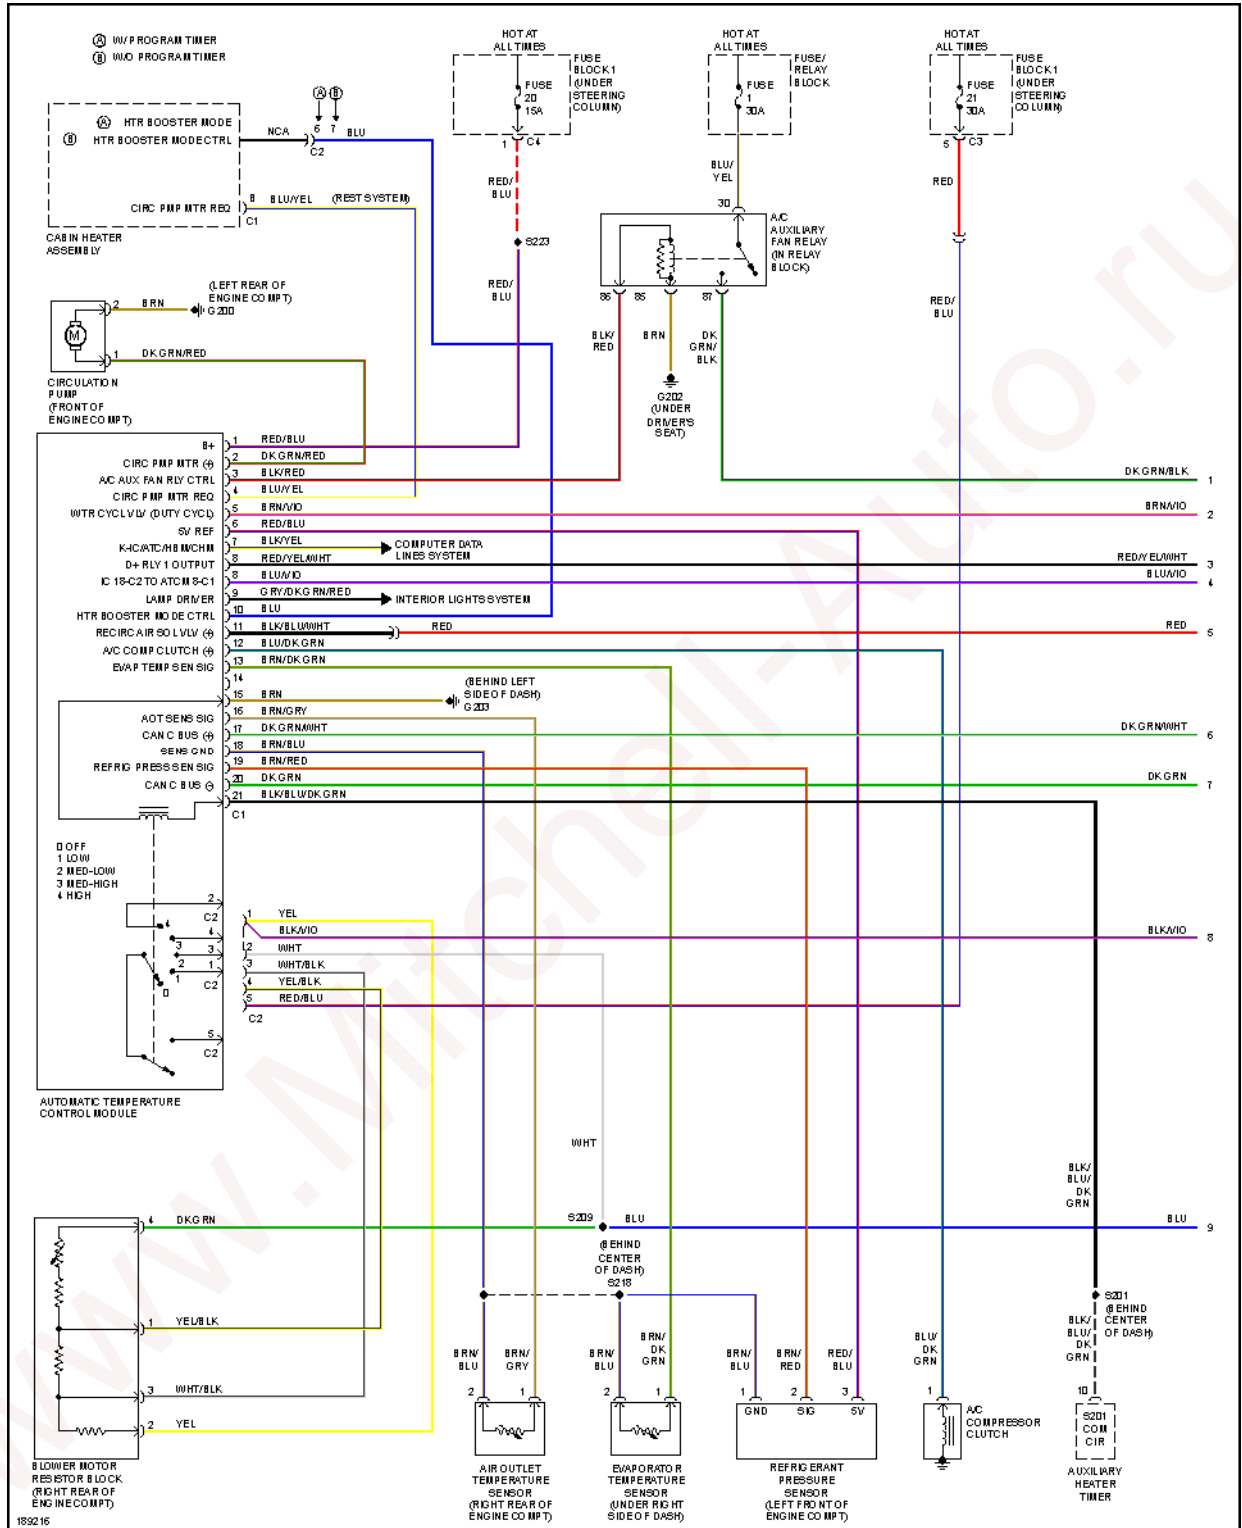 (A) W/ PROGRAM TIMER
(B) W/O PROGRAM TIMER
HOT AT
ALL TIMES
FUSE
BLOCK 1
(UNDER
STEERING
COLUMN)
FUSE
20
15A
1 C4
HOT AT
ALL TIMES
FUSE/
RELAY
BLOCK
FUSE
1
30A
HOT AT
ALL TIMES
FUSE
BLOCK 1
(UNDER
STEERING
COLUMN)
FUSE
21
30A
5 C3
(A) HTR BOOSTER MODE
(B) HTR BOOSTER MODE CTRL
NCA
(A) (B)
6 7
BLU
C2
CIRC PMP MTR REQ
8 BLU/YEL (REST SYSTEM)
C1
CABIN HEATER
ASSEMBLY
RED/
BLU
S223
RED/
BLU
BLU/
YEL
30
A/C
AUXILIARY
FAN RELAY
(IN RELAY
BLOCK)
86 85 87
BLK/
RED
BRN
DK
GRN/
BLK
G202
(UNDER
DRIVER'S
SEAT)
RED
RED/
BLU
2 BRN
(LEFT REAR OF
ENGINE COMPT)
G200
M
1 DK GRN/RED
CIRCULATION
PUMP
(FRONT OF
ENGINE COMPT)
B+ 1 RED/BLU
CIRC PMP MTR (+) 2 DK GRN/RED
A/C AUX FAN RLY CTRL 3 BLK/RED DK GRN/BLK 1
CIRC PMP MTR REQ 4 BLU/YEL
WTR CYCL VLV (DUTY CYCL) 5 BRN/VIO BRN/VIO 2
5V REF 6 RED/BLU
K-IC/ATC/HBM/CHM 7 BLK/YEL COMPUTER DATA
LINES SYSTEM
D+ RLY 1 OUTPUT 8 RED/YEL/WHT RED/YEL/WHT 3
IC 18-C2 TO ATCM 8-C1 8 BLU/VIO BLU/VIO 4
LAMP DRIVER 9 GRY/DK GRN/RED INTERIOR LIGHTS SYSTEM
HTR BOOSTER MODE CTRL 10 BLU
RECIRC AIR SOL VLV (+) 11 BLK/BLU/WHT RED RED 5
A/C COMP CLUTCH (+) 12 BLU/DK GRN
EVAP TEMP SEN SIG 13 BRN/DK GRN
14
15 BRN
(BEHIND LEFT
SIDE OF DASH)
G203
AOT SENS SIG 16 BRN/GRY
CAN C BUS (+) 17 DK GRN/WHT DK GRN/WHT 6
SENS GND 18 BRN/BLU
REFRIG PRESS SEN SIG 19 BRN/RED
CAN C BUS (-) 20 DK GRN DK GRN 7
21 BLK/BLU/DK GRN
C1
0 OFF
1 LOW
2 MED-LOW
3 MED-HIGH
4 HIGH
2
C2
4
3
1
C2
5
C2
4
3
2
1
0
1 YEL
BLK/VIO BLK/VIO 8
2 WHT
3 WHT/BLK
4 YEL/BLK
5 RED/BLU
C2
AUTOMATIC TEMPERATURE
CONTROL MODULE
WHT
BLK/
BLU/
DK
GRN
4 DK GRN
S209 BLU BLU 9
(BEHIND
CENTER
OF DASH)
S218
S201
(BEHIND
CENTER
OF DASH)
1 YEL/BLK
3 WHT/BLK
2 YEL
BLOWER MOTOR
RESISTOR BLOCK
(RIGHT REAR OF
ENGINE COMPT)
BRN/
BLU
BRN/
GRY
BRN/
BLU
BRN/
DK
GRN
BRN/
BLU
BRN/
RED
RED/
BLU
BLU/
DK
GRN
BLK/
BLU/
DK
GRN
2 1 2 1 1 2 3 1 10
GND SIG 5V
AIR OUTLET
TEMPERATURE
SENSOR
(RIGHT REAR OF
ENGINE COMPT)
EVAPORATOR
TEMPERATURE
SENSOR
(UNDER RIGHT
SIDE OF DASH)
REFRIGERANT
PRESSURE
SENSOR
(LEFT FRONT OF
ENGINE COMPT)
A/C
COMPRESSOR
CLUTCH
S201
COM
CIR
AUXILIARY
HEATER
TIMER
189216
www.Mitchell-Auto.ru